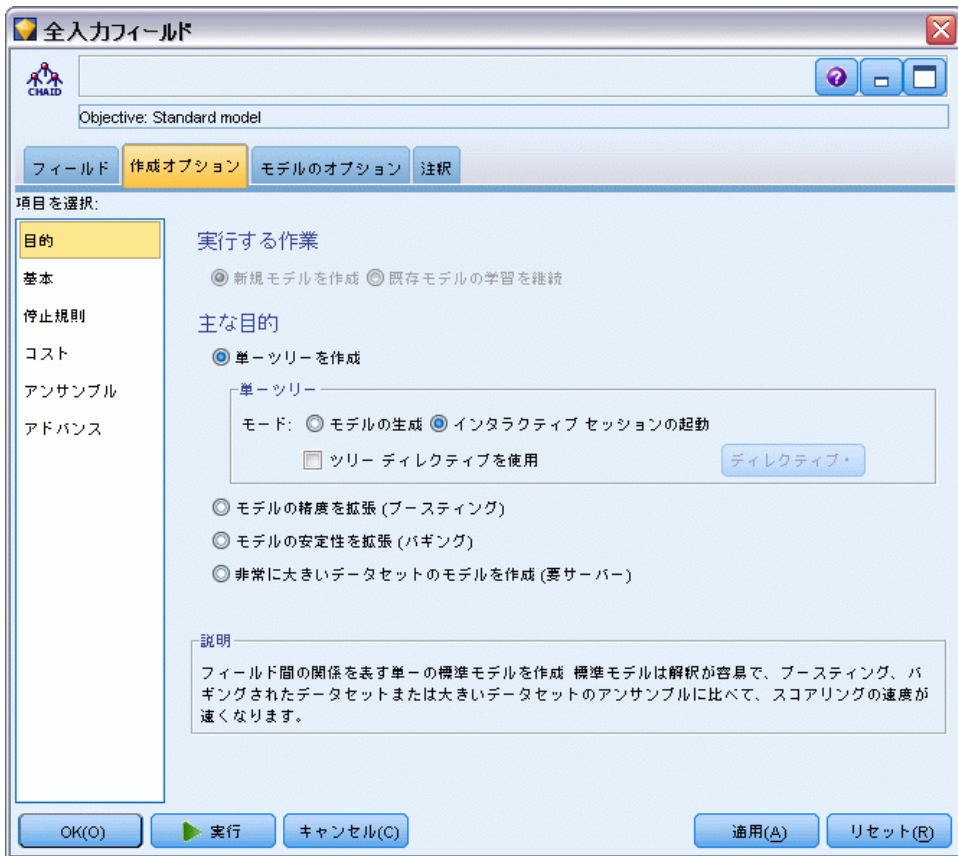 全入力フィールド
CHAID
Objective: Standard model
フィールド 作成オプション モデルのオプション 注釈
項目を選択:
目的
基本
停止規則
コスト
アンサンブル
アドバンス
実行する作業
新規モデルを作成 既存モデルの学習を継続
主な目的
単一ツリーを作成
単一ツリー
モード: モデルの生成 インタラクティブ セッションの起動
ツリー ディレクティブを使用 ディレクティブ・
モデルの精度を拡張 (ブースティング)
モデルの安定性を拡張 (バギング)
非常に大きいデータセットのモデルを作成 (要サーバー)
説明
フィールド間の関係を表す単一の標準モデルを作成 標準モデルは解釈が容易で、ブースティング、バ
ギングされたデータセットまたは大きいデータセットのアンサンブルに比べて、スコアリングの速度が
速くなります。
OK(O) 実行 キャンセル(C) 適用(A) リセット(R)